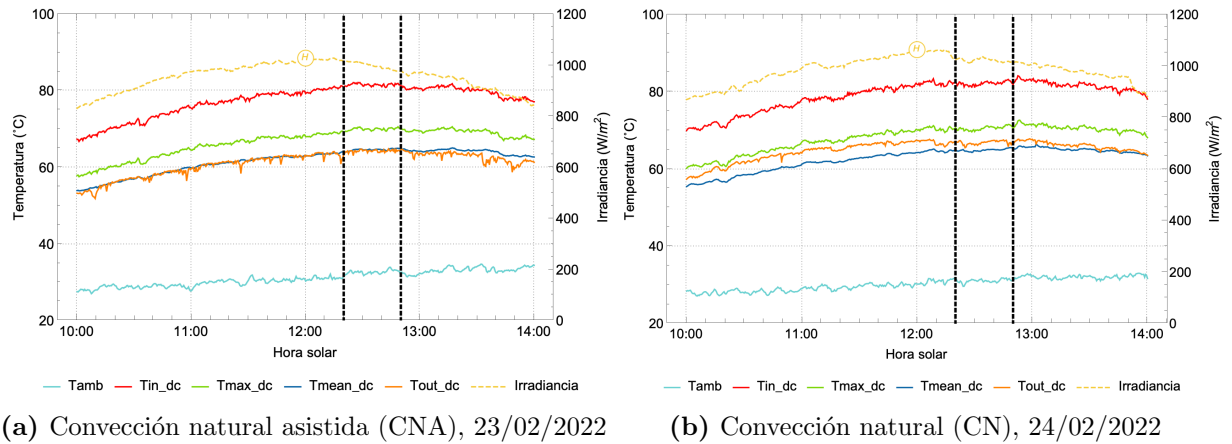 100
80
60
40
20
Temperatura (˚C)
1200
1000
800
600
400
200
0
Irradiancia (W/m²)
H
10:00 11:00 12:00 13:00 14:00
Hora solar
Tamb Tin_dc Tmax_dc Tmean_dc Tout_dc Irradiancia
(a) Convección natural asistida (CNA), 23/02/2022
100
80
60
40
20
Temperatura (˚C)
1200
1000
800
600
400
200
0
Irradiancia (W/m²)
H
10:00 11:00 12:00 13:00 14:00
Hora solar
Tamb Tin_dc Tmax_dc Tmean_dc Tout_dc Irradiancia
(b) Convección natural (CN), 24/02/2022